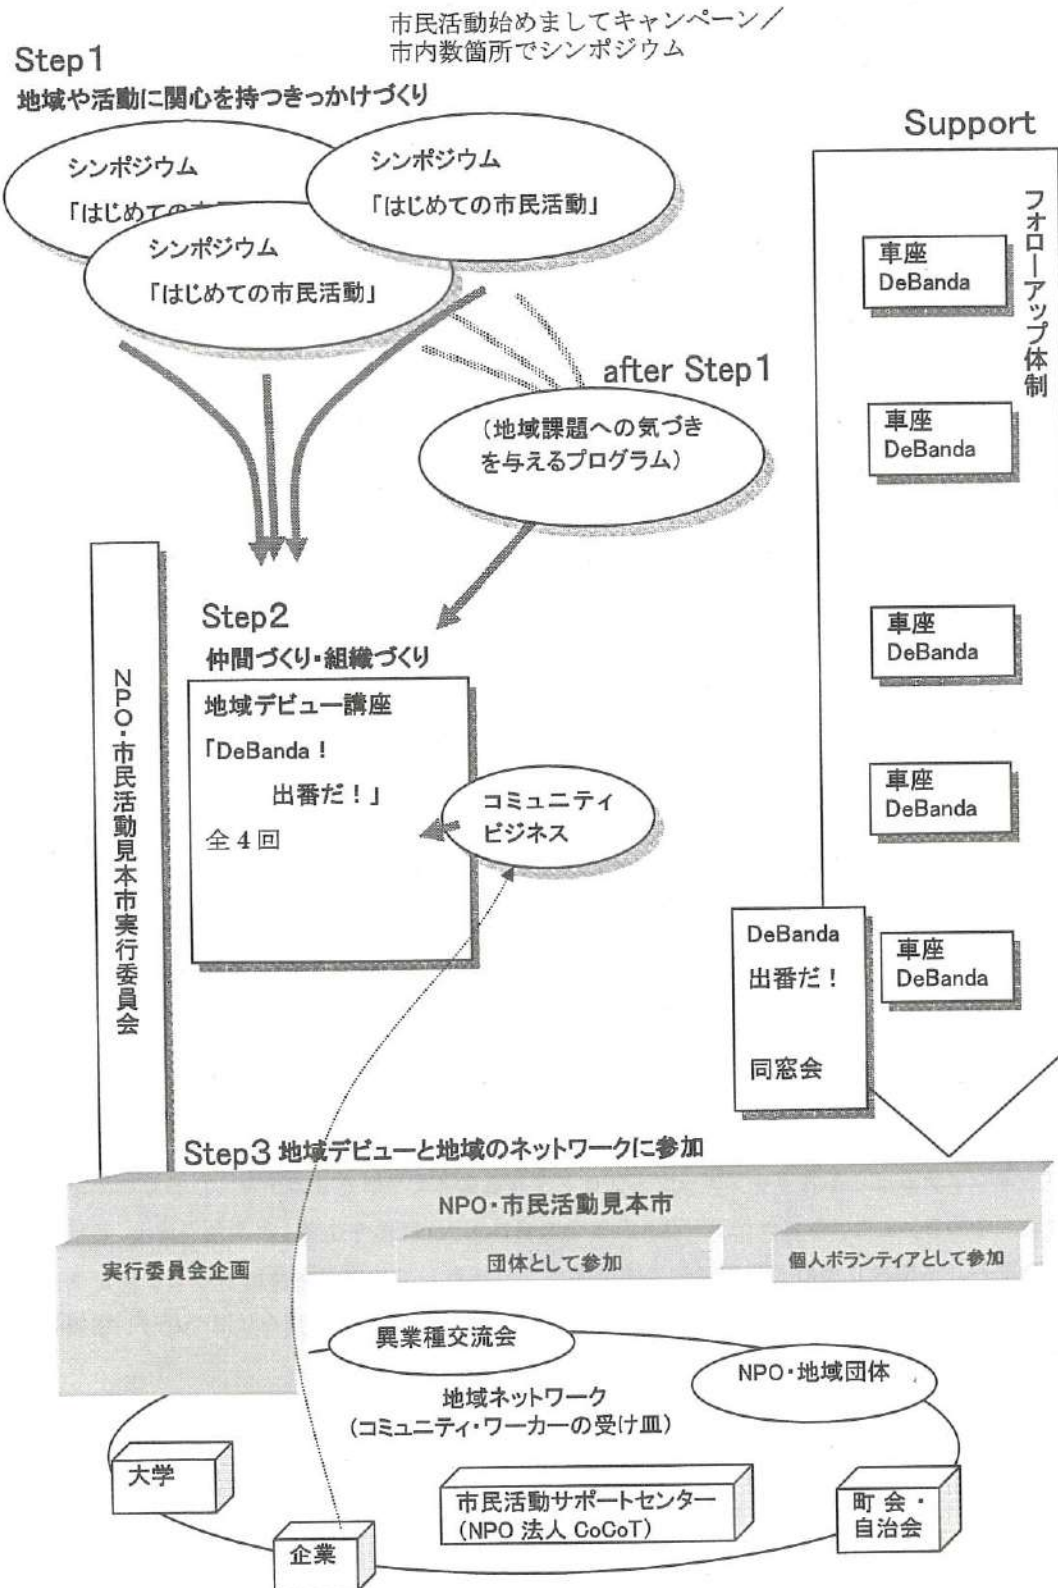 市民活動始めましてキャンペーン／
市内数箇所でシンポジウム
Step1
地域や活動に関心を持つきっかけづくり
シンポジウム
「はじめての市
シンポジウム
「はじめての市民活動」
シンポジウム
「はじめての市民活動」
after Step1
(地域課題への気づき
を与えるプログラム)
Support
フォローアップ体制
車座
DeBanda
車座
DeBanda
車座
DeBanda
車座
DeBanda
車座
DeBanda
DeBanda
出番だ！
同窓会
NPO・市民活動見本市実行委員会
Step2
仲間づくり・組織づくり
地域デビュー講座
「DeBanda！
出番だ！」
全４回
コミュニティ
ビジネス
Step3 地域デビューと地域のネットワークに参加
NPO・市民活動見本市
実行委員会企画
団体として参加
個人ボランティアとして参加
異業種交流会
NPO・地域団体
地域ネットワーク
(コミュニティ・ワーカーの受け皿)
大学
市民活動サポートセンター
(NPO 法人 CoCoT)
町 会・
自治会
企業